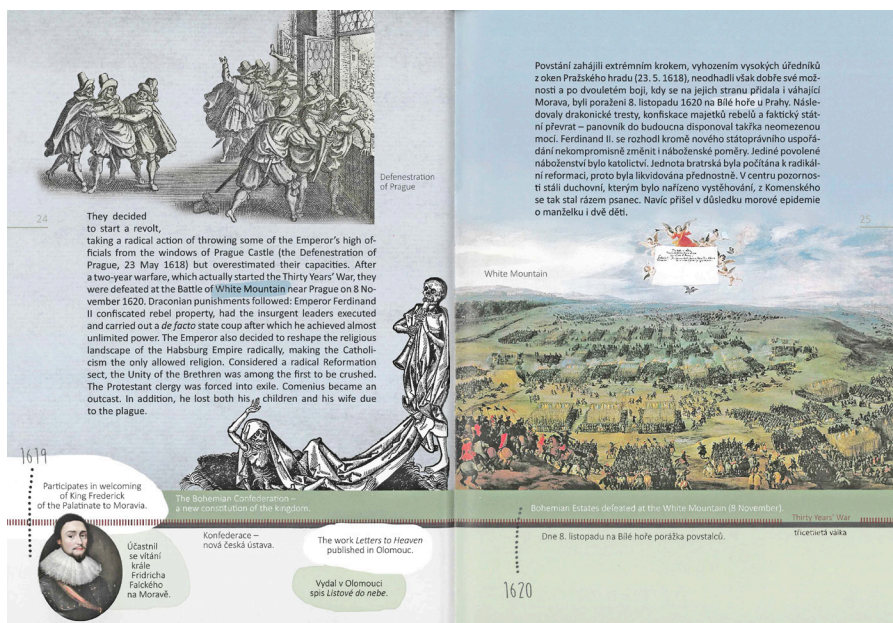 Defenestration
of Prague
24
They decided
to start a revolt,
taking a radical action of throwing some of the Emperor's high of-
ficials from the windows of Prague Castle (the Defenestration of
Prague, 23 May 1618) but overestimated their capacities. After
a two-year warfare, which actually started the Thirty Years' War, they
were defeated at the Battle of White Mountain near Prague on 8 No-
vember 1620. Draconian punishments followed: Emperor Ferdinand
II confiscated rebel property, had the insurgent leaders executed
and carried out a de facto state coup after which he achieved almost
unlimited power. The Emperor also decided to reshape the religious
landscape of the Habsburg Empire radically, making the Catholi-
cism the only allowed religion. Considered a radical Reformation
sect, the Unity of the Brethren was among the first to be crushed.
The Protestant clergy was forced into exile. Comenius became an
outcast. In addition, he lost both his children and his wife due
to the plague.
1619
Participates in welcoming
of King Frederick
of the Palatinate to Moravia.
The Bohemian Confederation –
a new constitution of the kingdom.
Účastnil
se vítání
krále
Fridricha
Falckého
na Moravě.
Konfederace –
nová česká ústava.
The work Letters to Heaven
published in Olomouc.
Vydal v Olomouci
spis Listové do nebe.
Povstání zahájili extrémním krokem, vyhozením vysokých úředníků
z oken Pražského hradu (23. 5. 1618), neodhadli však dobře své mož-
nosti a po dvouletém boji, kdy se na jejich stranu přidala i váhající
Morava, byli poraženi 8. listopadu 1620 na Bílé hoře u Prahy. Násle-
dovaly drakonické tresty, konfiskace majetků rebelů a faktický stát-
ní převrat – panovník do budoucna disponoval takřka neomezenou
mocí. Ferdinand II. se rozhodl kromě nového státoprávního uspořá-
dání nekompromisně změnit i náboženské poměry. Jediné povolené
náboženství bylo katolictví. Jednota bratrská byla počítána k radikál-
ní reformaci, proto byla likvidována přednostně. V centru pozornos-
ti stáli duchovní, kterým bylo nařízeno vystěhování, z Komenského
se tak stal rázem psanec. Navíc přišel v důsledku morové epidemie
o manželku i dvě děti.
25
White Mountain
Bohemian Estates defeated at the White Mountain (8 November).
Thirty Years' War
Dne 8. listopadu na Bílé hoře porážka povstalců.
třicetiletá válka
1620